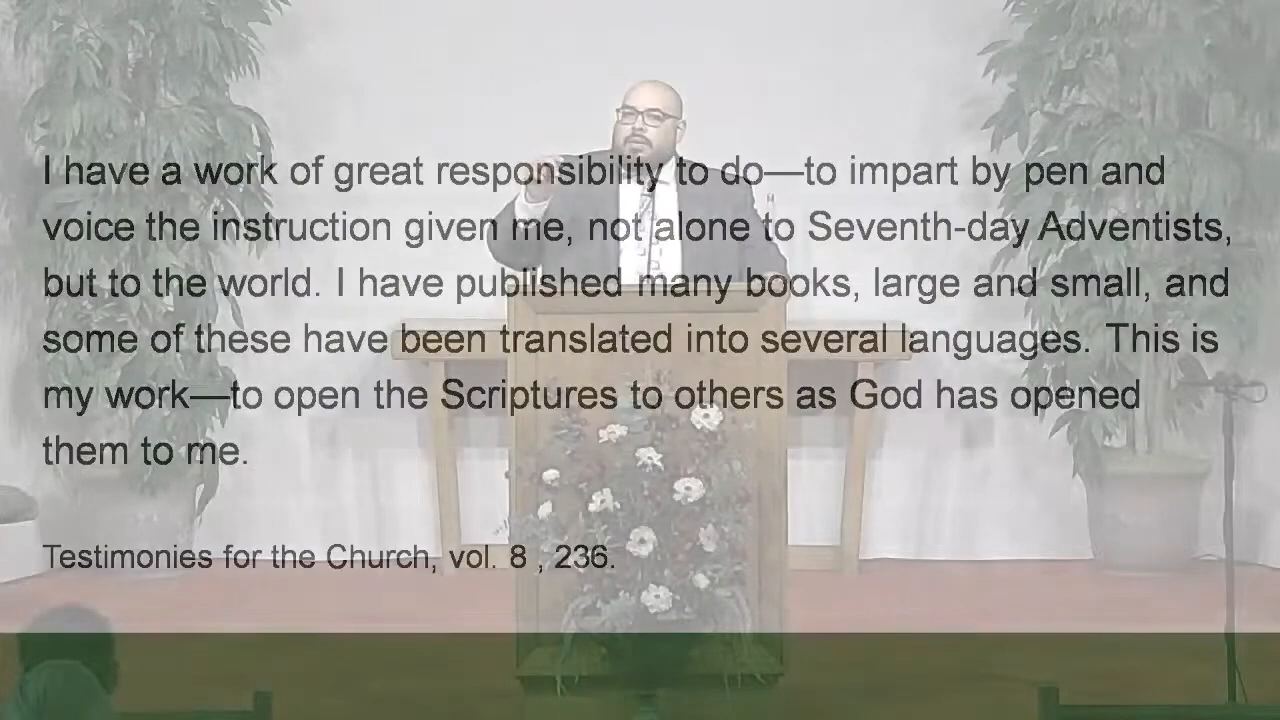 I have a work of great responsibility to do—to impart by pen and
voice the instruction given me, not alone to Seventh-day Adventists,
but to the world. I have published many books, large and small, and
some of these have been translated into several languages. This is
my work—to open the Scriptures to others as God has opened
them to me.
Testimonies for the Church, vol. 8 , 236.